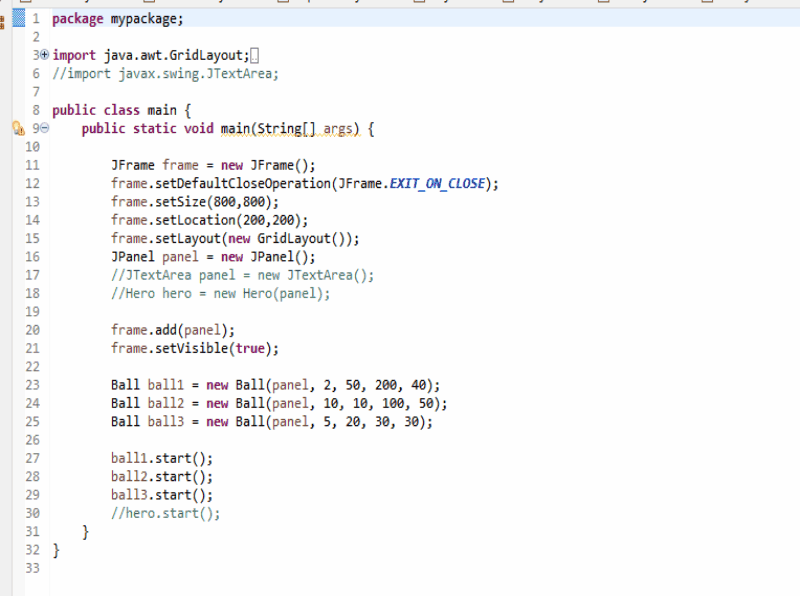 1 package mypackage;
2
3 import java.awt.GridLayout;
6 //import javax.swing.JTextArea;
7
8 public class main {
9 public static void main(String[] args) {
10
11 JFrame frame = new JFrame();
12 frame.setDefaultCloseOperation(JFrame.EXIT_ON_CLOSE);
13 frame.setSize(800,800);
14 frame.setLocation(200,200);
15 frame.setLayout(new GridLayout());
16 JPanel panel = new JPanel();
17 //JTextArea panel = new JTextArea();
18 //Hero hero = new Hero(panel);
19
20 frame.add(panel);
21 frame.setVisible(true);
22
23 Ball ball1 = new Ball(panel, 2, 50, 200, 40);
24 Ball ball2 = new Ball(panel, 10, 10, 100, 50);
25 Ball ball3 = new Ball(panel, 5, 20, 30, 30);
26
27 ball1.start();
28 ball2.start();
29 ball3.start();
30 //hero.start();
31 }
32 }
33